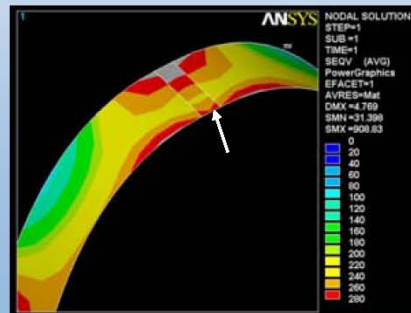 1
ANSYS
NODAL SOLUTION
STEP=1
SUB =1
TIME=1
SEQV (AVG)
PowerGraphics
EFACET=1
AVRES=Mat
DMX =4.769
SMN =31.398
SMX =908.83
0
20
40
60
80
100
120
140
160
180
200
220
240
260
280